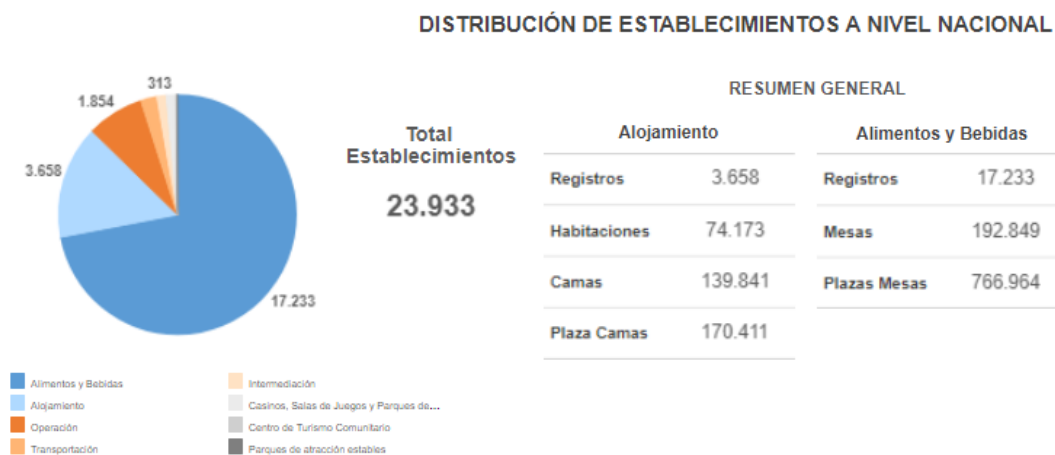 DISTRIBUCIÓN DE ESTABLECIMIENTOS A NIVEL NACIONAL
313
1.854
3.658
17.233
Total
Establecimientos
23.933
RESUMEN GENERAL
Alojamiento
Registros 3.658
Habitaciones 74.173
Camas 139.841
Plaza Camas 170.411
Alimentos y Bebidas
Registros 17.233
Mesas 192.849
Plazas Mesas 766.964
Alimentos y Bebidas
Alojamiento
Operación
Transportación
Intermediación
Casinos, Salas de Juegos y Parques de...
Centro de Turismo Comunitario
Parques de atracción estables